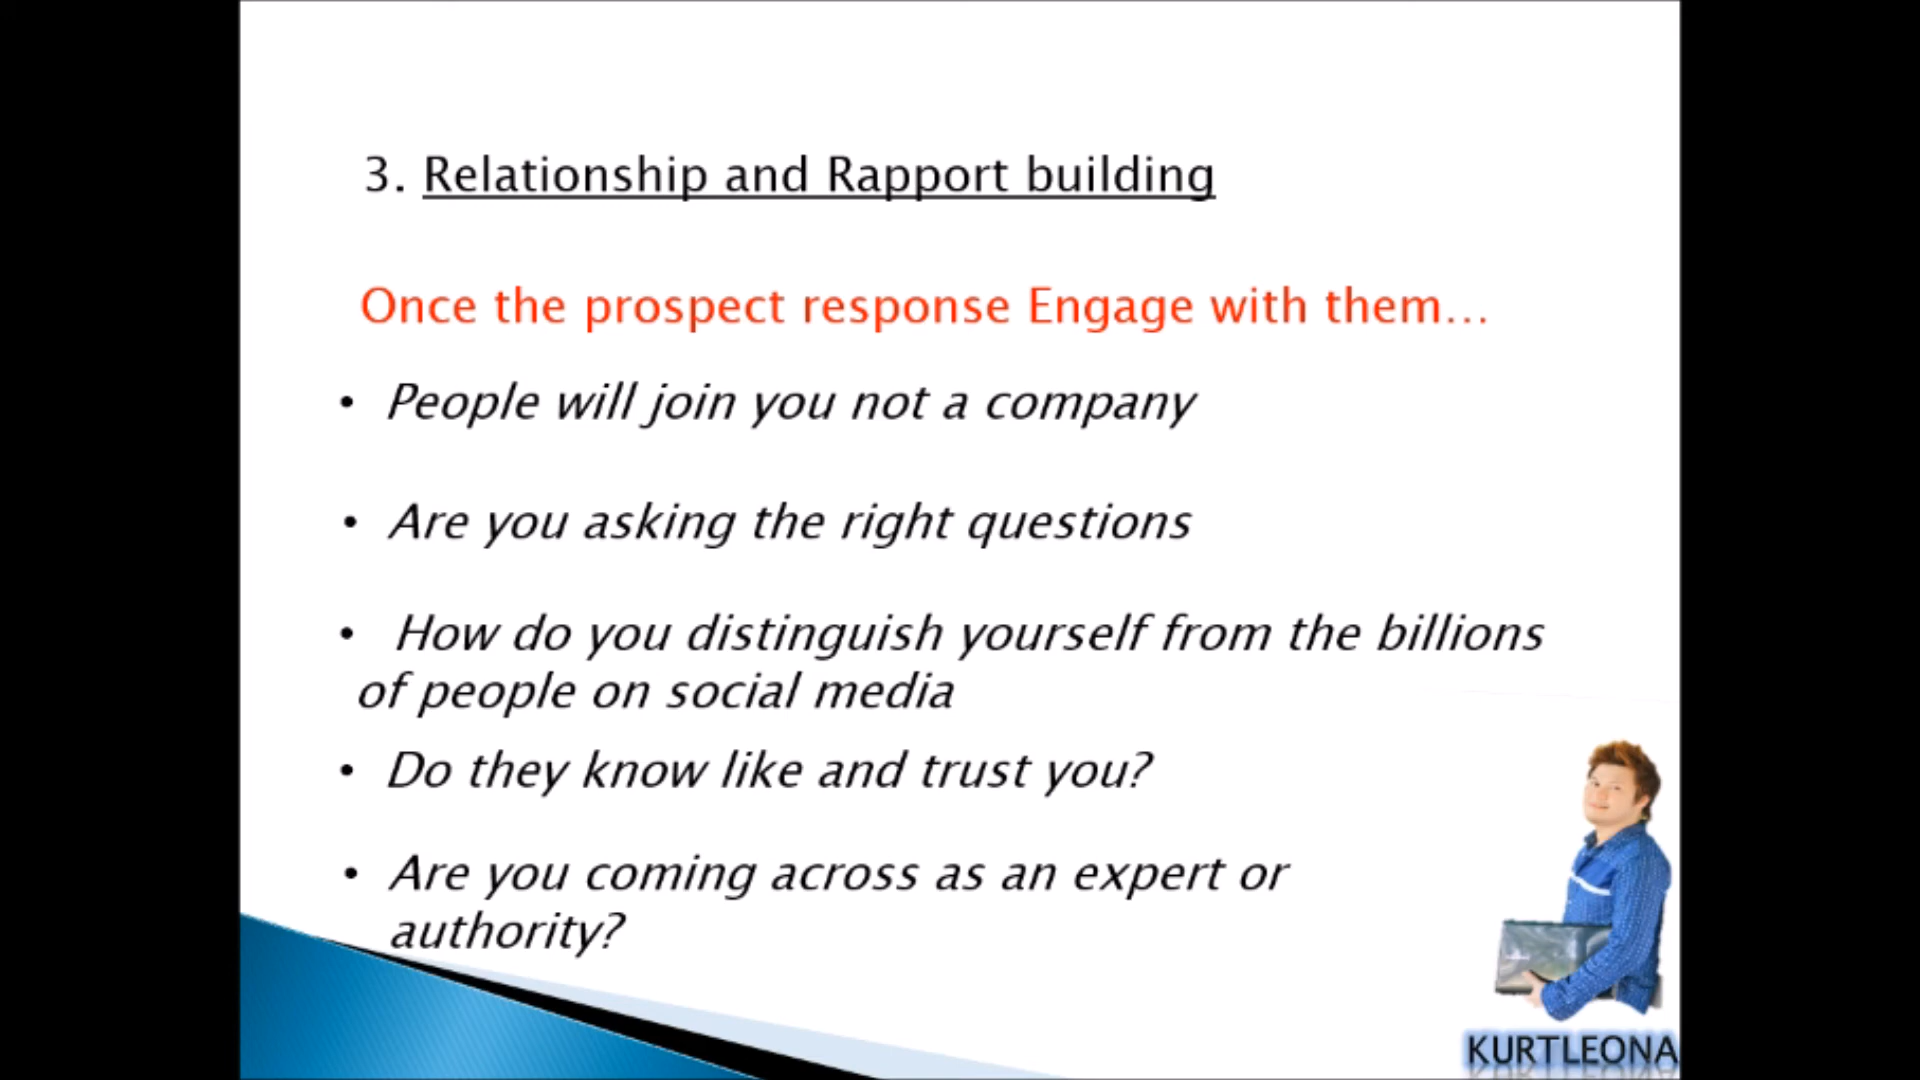 3. Relationship and Rapport building
Once the prospect response Engage with them...
• People will join you not a company
• Are you asking the right questions
• How do you distinguish yourself from the billions
of people on social media
• Do they know like and trust you?
• Are you coming across as an expert or
authority?
KURTLEONA